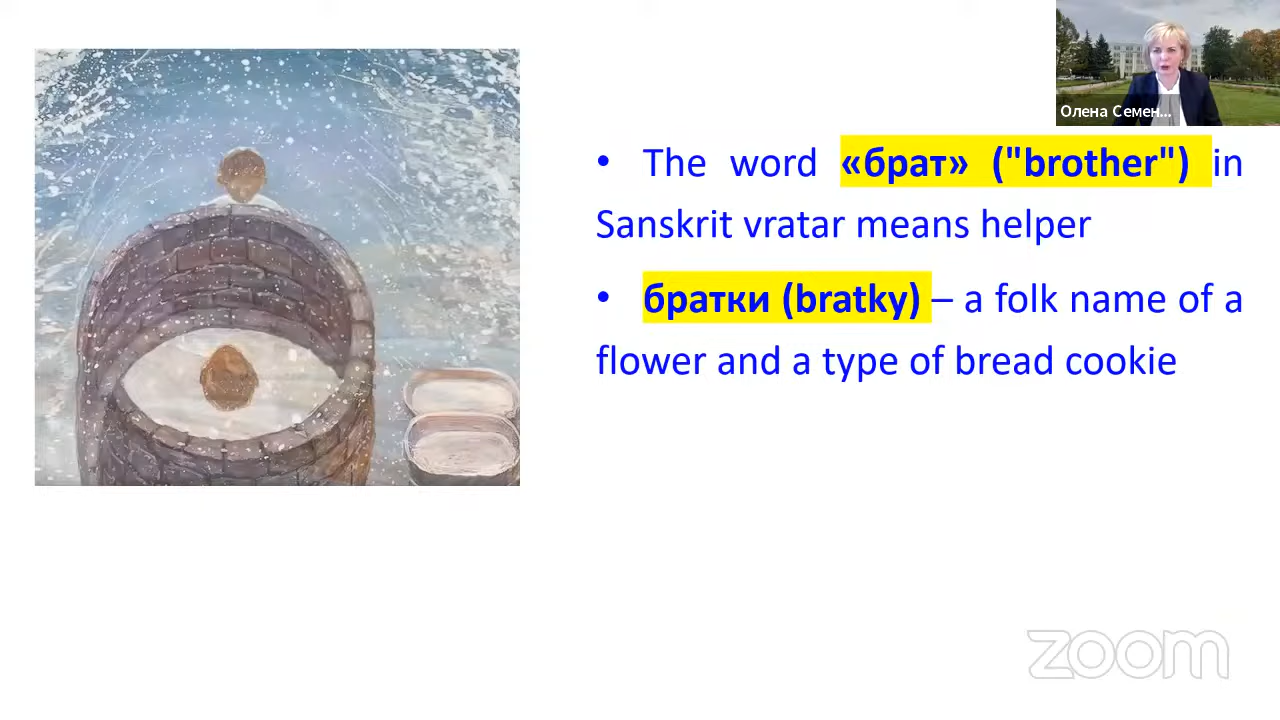 Олена Семен...
• The word «брат» ("brother") in
Sanskrit vratar means helper
• братки (bratky) – a folk name of a
flower and a type of bread cookie
zoom